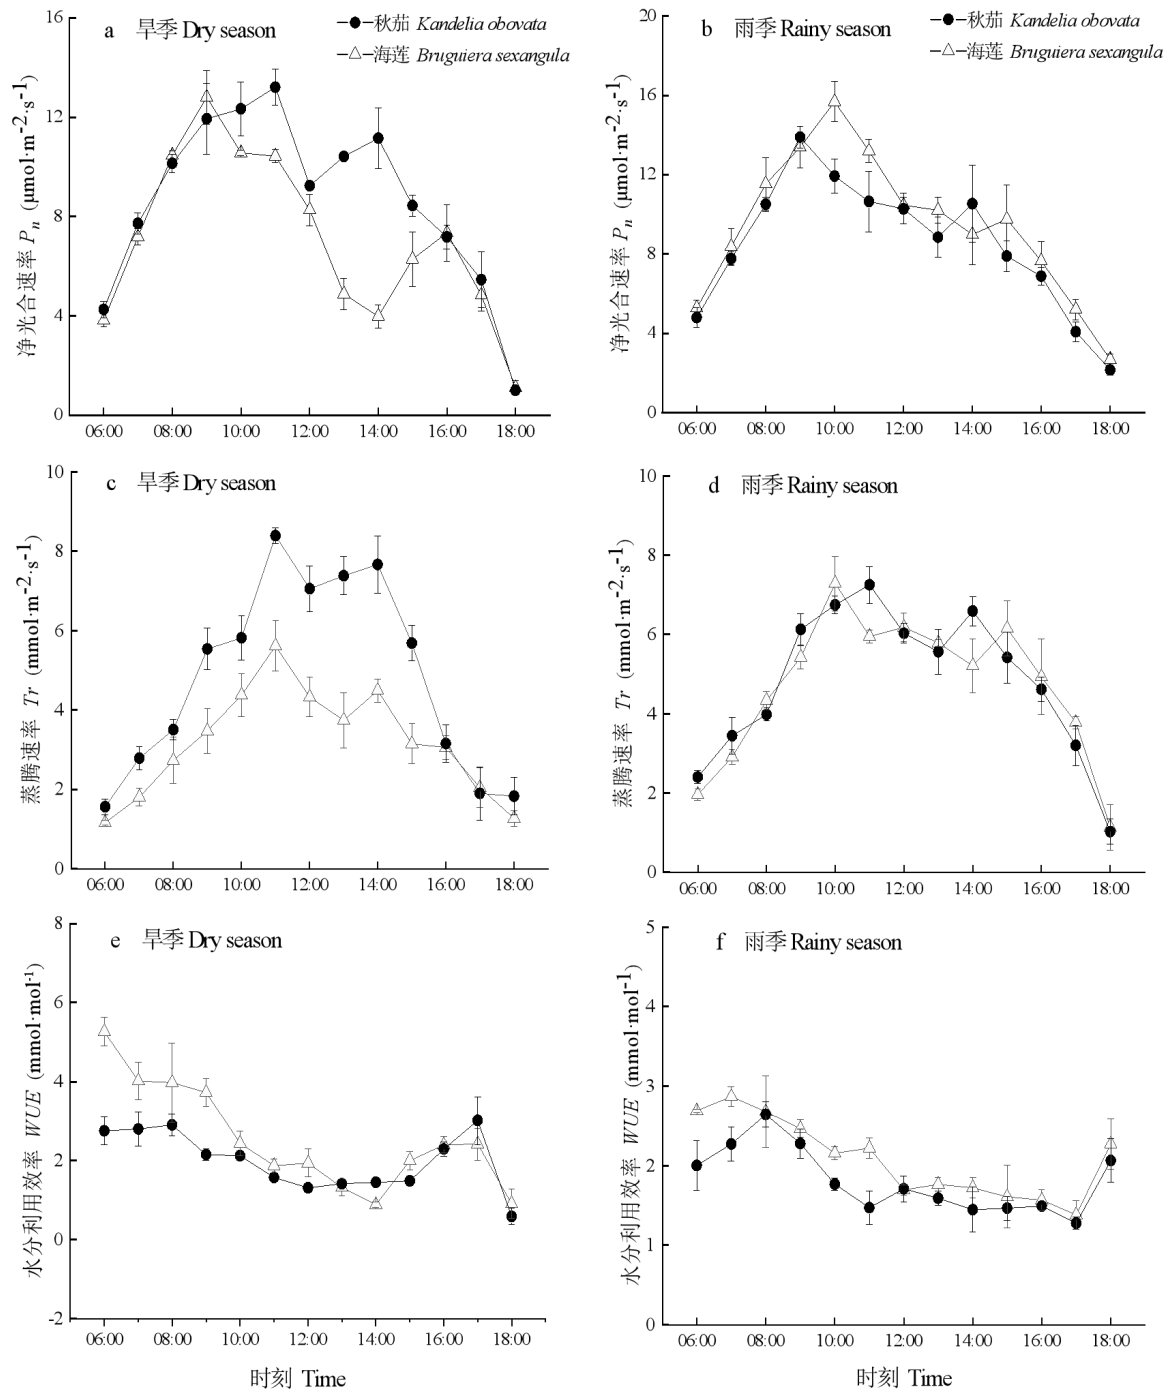 a 旱季 Dry season
秋茄 Kandelia obovata
海莲 Bruguiera sexangula
净光合速率 Pn (μmol·m-2·s-1)
16
12
8
4
0
06:00 08:00 10:00 12:00 14:00 16:00 18:00
b 雨季 Rainy season
秋茄 Kandelia obovata
海莲 Bruguiera sexangula
净光合速率 Pn (μmol·m-2·s-1)
20
16
12
8
4
0
06:00 08:00 10:00 12:00 14:00 16:00 18:00
c 旱季 Dry season
蒸腾速率 Tr (mmol·m-2·s-1)
10
8
6
4
2
0
06:00 08:00 10:00 12:00 14:00 16:00 18:00
d 雨季 Rainy season
蒸腾速率 Tr (mmol·m-2·s-1)
10
8
6
4
2
0
06:00 08:00 10:00 12:00 14:00 16:00 18:00
e 旱季 Dry season
水分利用效率 WUE (mmol·mol-1)
8
6
4
2
0
-2
06:00 08:00 10:00 12:00 14:00 16:00 18:00
时刻 Time
f 雨季 Rainy season
水分利用效率 WUE (mmol·mol-1)
5
4
3
2
1
0
06:00 08:00 10:00 12:00 14:00 16:00 18:00
时刻 Time